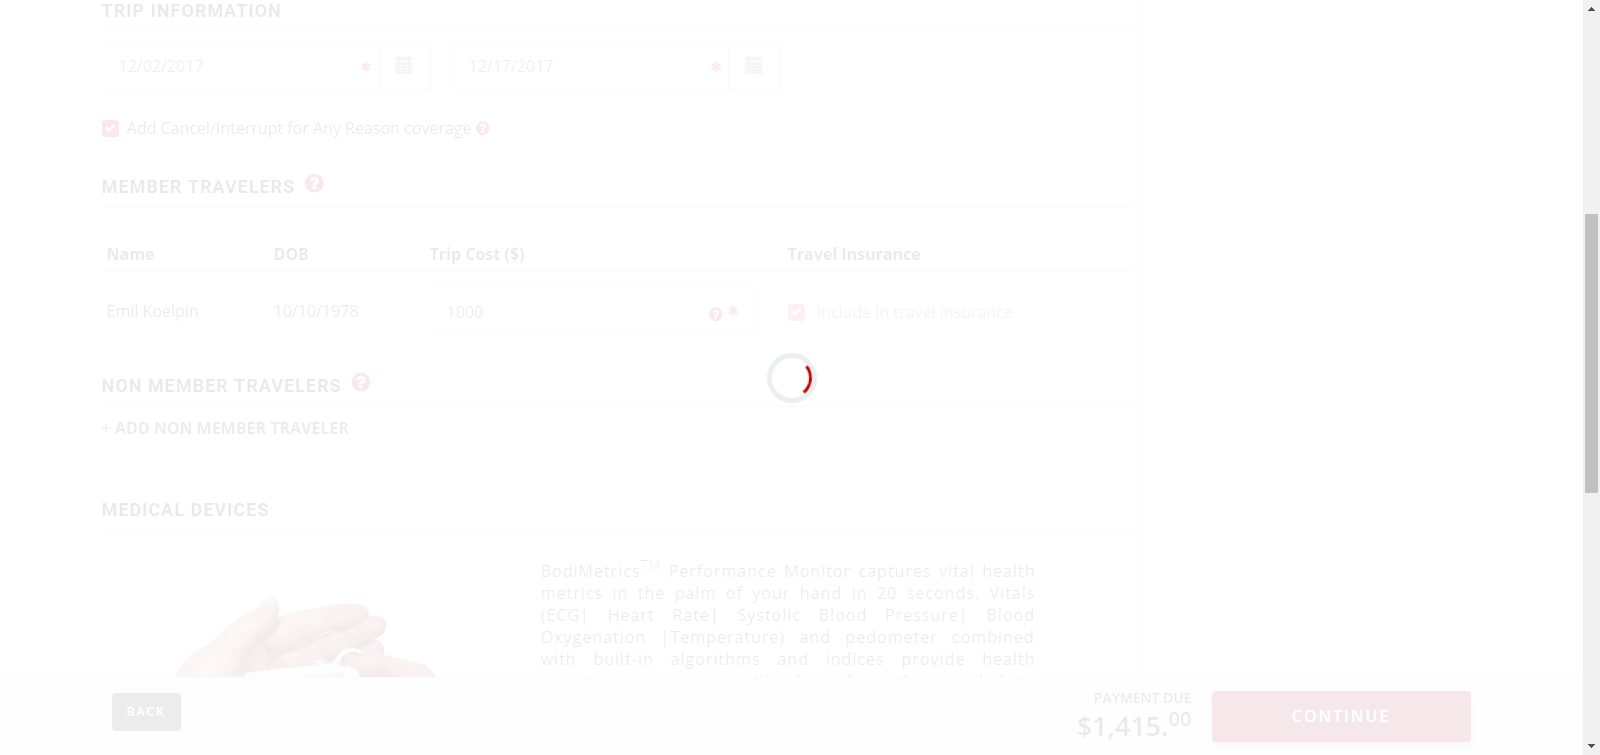 TRIP INFORMATION
12/02/2017 * 12/17/2017 *
Add Cancel/Interrupt for Any Reason coverage ?
MEMBER TRAVELERS ?
Name DOB Trip Cost ($) Travel Insurance
Emil Koelpin 10/10/1978 1000 ? * Include in travel insurance
NON MEMBER TRAVELERS ?
+ ADD NON MEMBER TRAVELER
MEDICAL DEVICES
BodiMetrics™ Performance Monitor captures vital health
metrics in the palm of your hand in 20 seconds. Vitals
(ECG| Heart Rate| Systolic Blood Pressure| Blood
Oxygenation |Temperature) and pedometer combined
with built-in algorithms and indices provide health
BACK
PAYMENT DUE
$1,415.00
CONTINUE